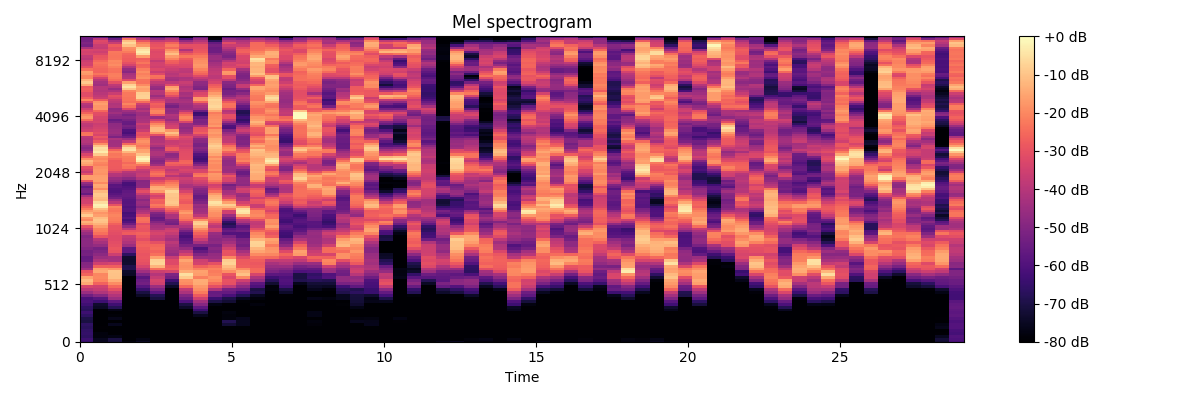 Mel spectrogram
8192
4096
2048
1024
512
0
Hz
0 5 10 15 20 25
Time
+0 dB
-10 dB
-20 dB
-30 dB
-40 dB
-50 dB
-60 dB
-70 dB
-80 dB